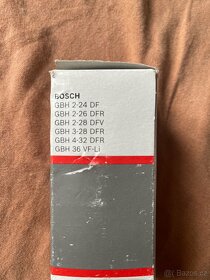 BOSCH
GBH 2-24 DF
GBH 2-26 DFR
GBH 2-28 DFV
GBH 3-28 DFR
GBH 4-32 DFR
GBH 36 VF-Li
Bazoš.cz